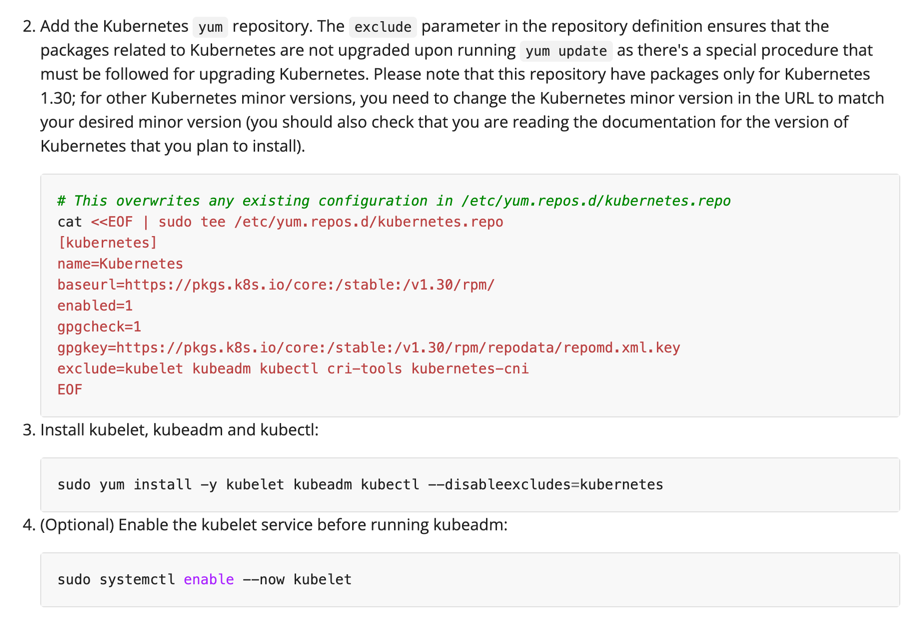 2. Add the Kubernetes yum repository. The exclude parameter in the repository definition ensures that the
packages related to Kubernetes are not upgraded upon running yum update as there's a special procedure that
must be followed for upgrading Kubernetes. Please note that this repository have packages only for Kubernetes
1.30; for other Kubernetes minor versions, you need to change the Kubernetes minor version in the URL to match
your desired minor version (you should also check that you are reading the documentation for the version of
Kubernetes that you plan to install).
# This overwrites any existing configuration in /etc/yum.repos.d/kubernetes.repo
cat <<EOF | sudo tee /etc/yum.repos.d/kubernetes.repo
[kubernetes]
name=Kubernetes
baseurl=https://pkgs.k8s.io/core:/stable:/v1.30/rpm/
enabled=1
gpgcheck=1
gpgkey=https://pkgs.k8s.io/core:/stable:/v1.30/rpm/repodata/repomd.xml.key
exclude=kubelet kubeadm kubectl cri-tools kubernetes-cni
EOF
3. Install kubelet, kubeadm and kubectl:
sudo yum install -y kubelet kubeadm kubectl --disableexcludes=kubernetes
4. (Optional) Enable the kubelet service before running kubeadm:
sudo systemctl enable --now kubelet